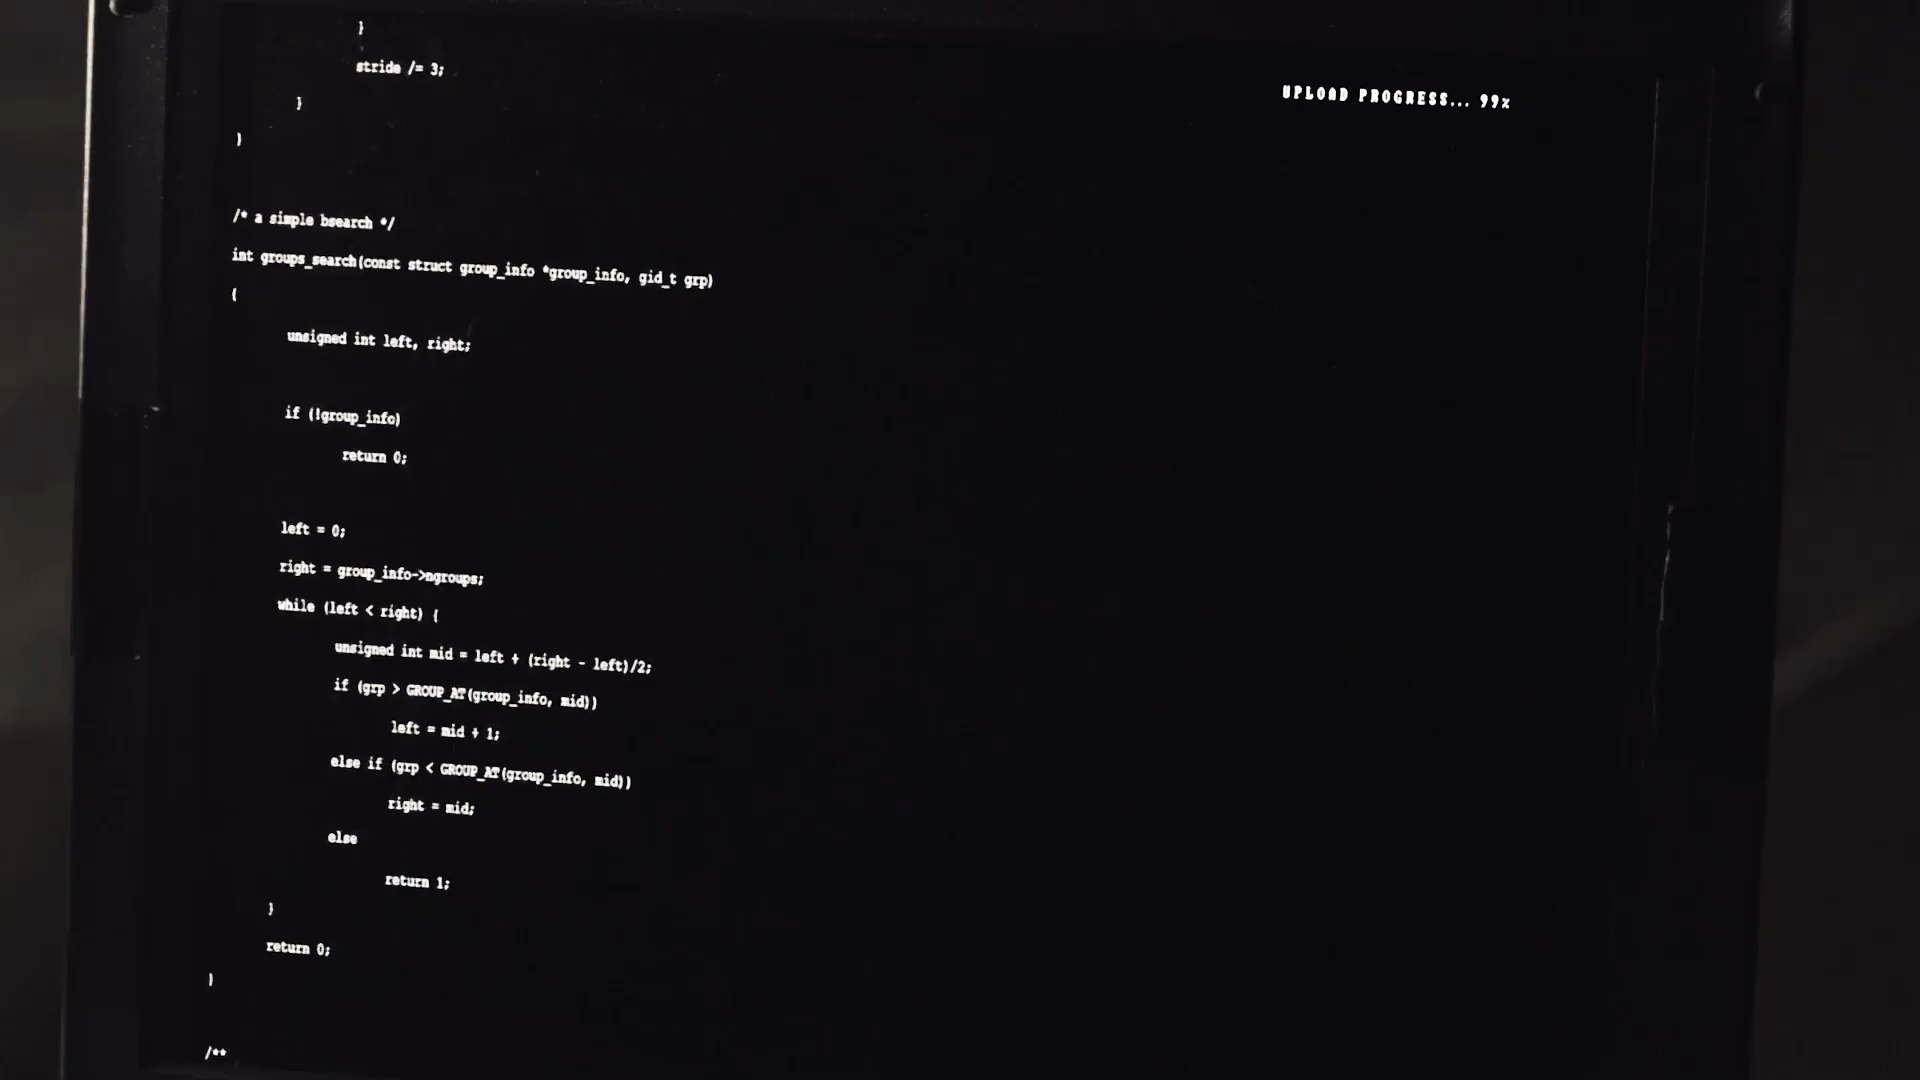 }
stride /= 3;
UPLOAD PROGRESS... 99%
}
}
/* a simple bsearch */
int groups_search(const struct group_info *group_info, gid_t grp)
{
unsigned int left, right;
if (!group_info)
return 0;
left = 0;
right = group_info->ngroups;
while (left < right) {
unsigned int mid = left + (right - left)/2;
if (grp > GROUP_AT(group_info, mid))
left = mid + 1;
else if (grp < GROUP_AT(group_info, mid))
right = mid;
else
return 1;
}
return 0;
}
/**